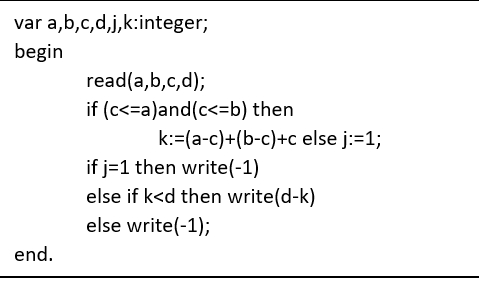 var a,b,c,d,j,k:integer;
begin
read(a,b,c,d);
if (c<=a)and(c<=b) then
k:=(a-c)+(b-c)+c else j:=1;
if j=1 then write(-1)
else if k<d then write(d-k)
else write(-1);
end.